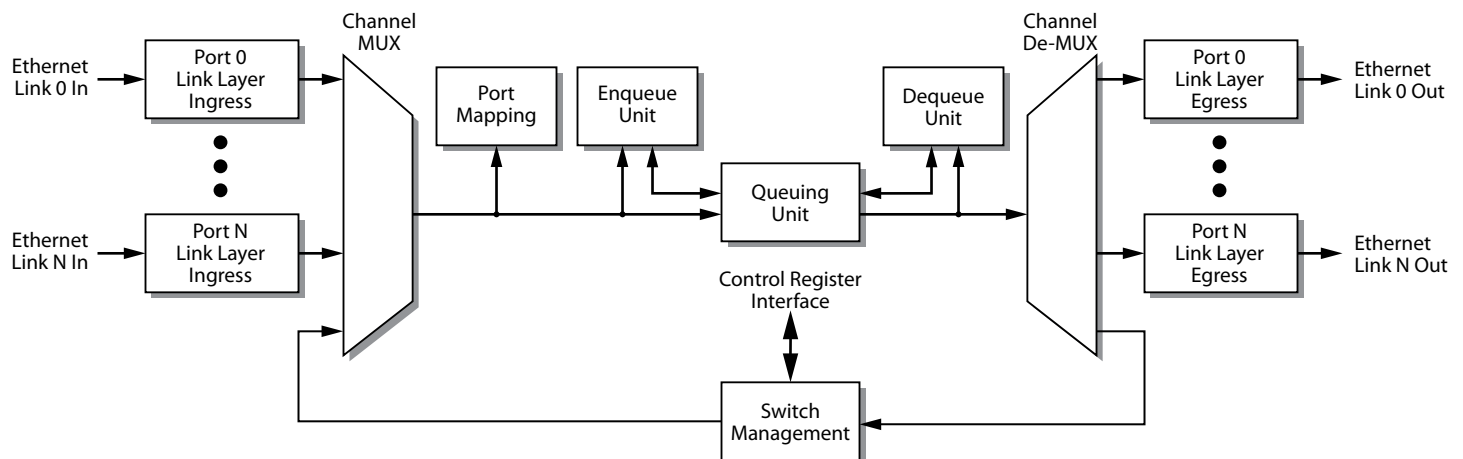 Channel
MUX
Channel
De-MUX
Ethernet
Link 0 In
Port 0
Link Layer
Ingress
Port
Mapping
Enqueue
Unit
Dequeue
Unit
Port 0
Link Layer
Egress
Ethernet
Link 0 Out
Queuing
Unit
Ethernet
Link N In
Port N
Link Layer
Ingress
Port N
Link Layer
Egress
Ethernet
Link N Out
Control Register
Interface
Switch
Management